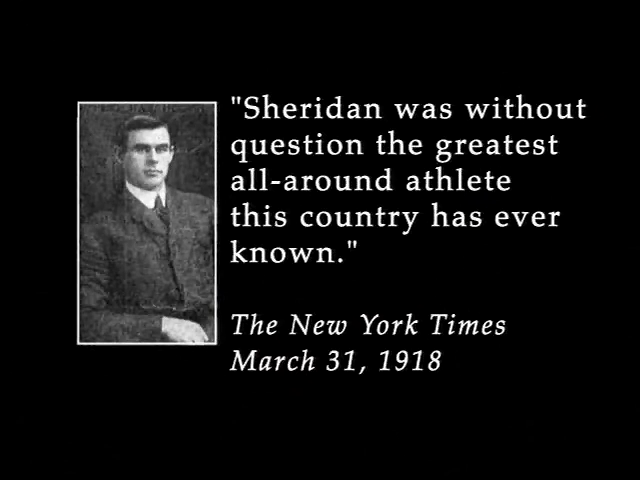 "Sheridan was without
question the greatest
all-around athlete
this country has ever
known."
The New York Times
March 31, 1918